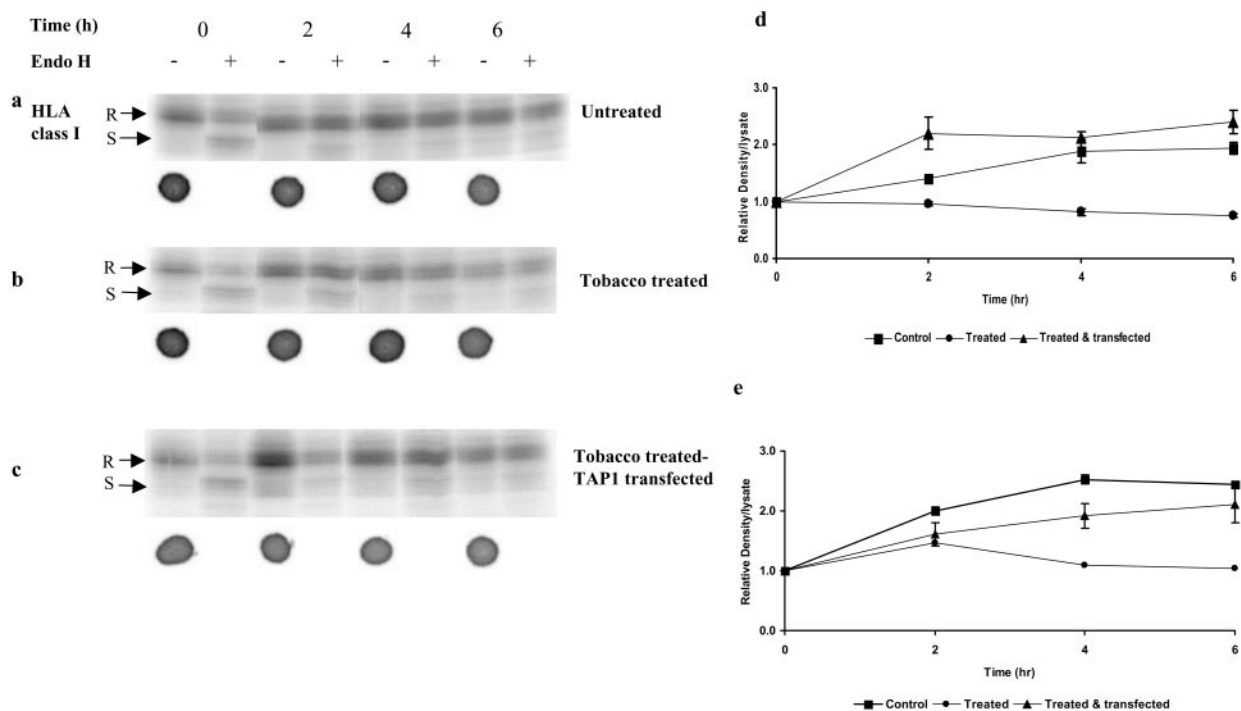 Time (h) 0 2 4 6
Endo H - + - + - + - +
a HLA class I R S Untreated
b R S Tobacco treated
c R S Tobacco treated-
TAP1 transfected
d
Relative Density/lysate
3.0
2.0
1.0
0.0
0 2 4 6
Time (hr)
Control Treated Treated & transfected
e
Relative Density/lysate
3.0
2.0
1.0
0.0
0 2 4 6
Time (hr)
Control Treated Treated & transfected